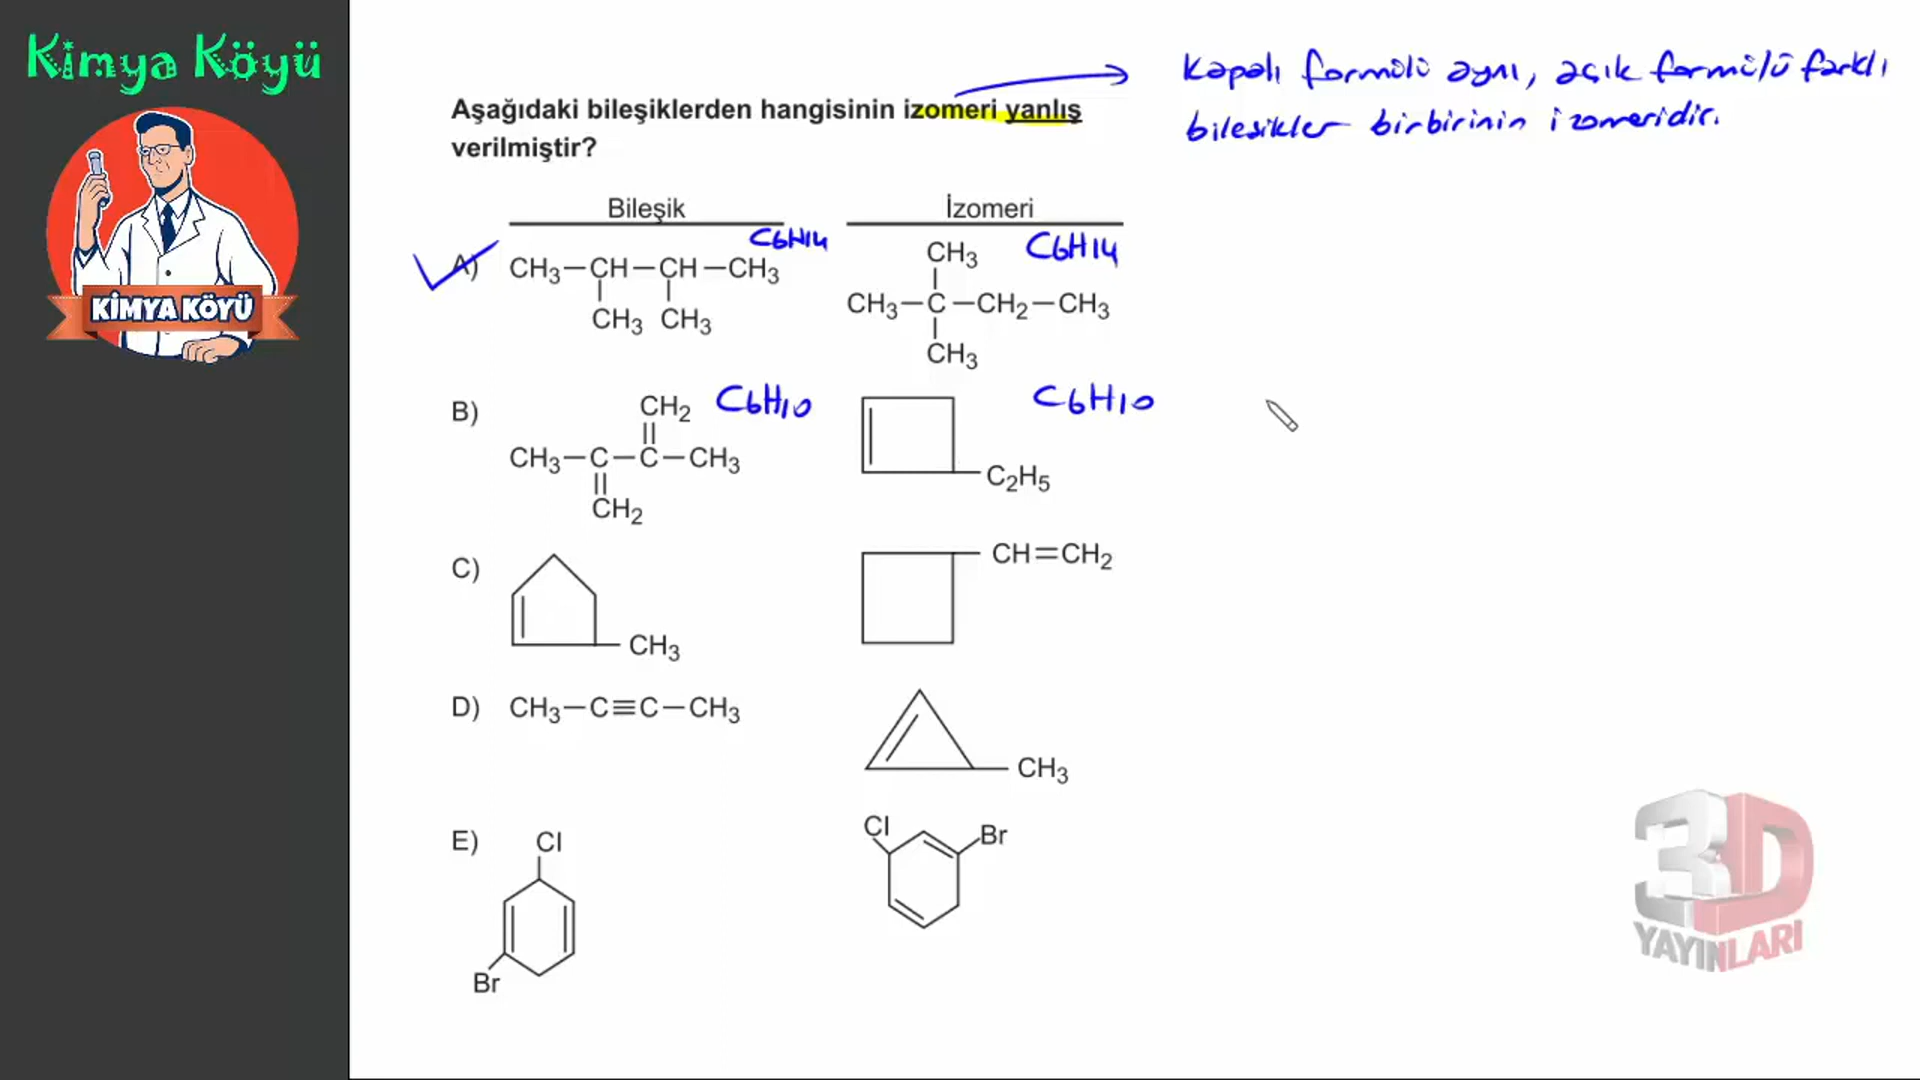 Kimya Köyü
KİMYA KÖYÜ
Kapalı formülü aynı, açık formülü farklı
bileşikler birbirinin izomeridir.
Aşağıdaki bileşiklerden hangisinin izomeri yanlış
verilmiştir?
Bileşik İzomeri
A) CH3–CH–CH–CH3 C6H14
CH3 CH3
CH3 C6H14
CH3–C–CH2–CH3
CH3
B) CH2 C6H10
CH3–C–C–CH3
CH2
C6H10
C2H5
C) CH3
CH=CH2
D) CH3–C≡C–CH3
CH3
E) Cl
Br
Cl Br
3D
YAYINLARI